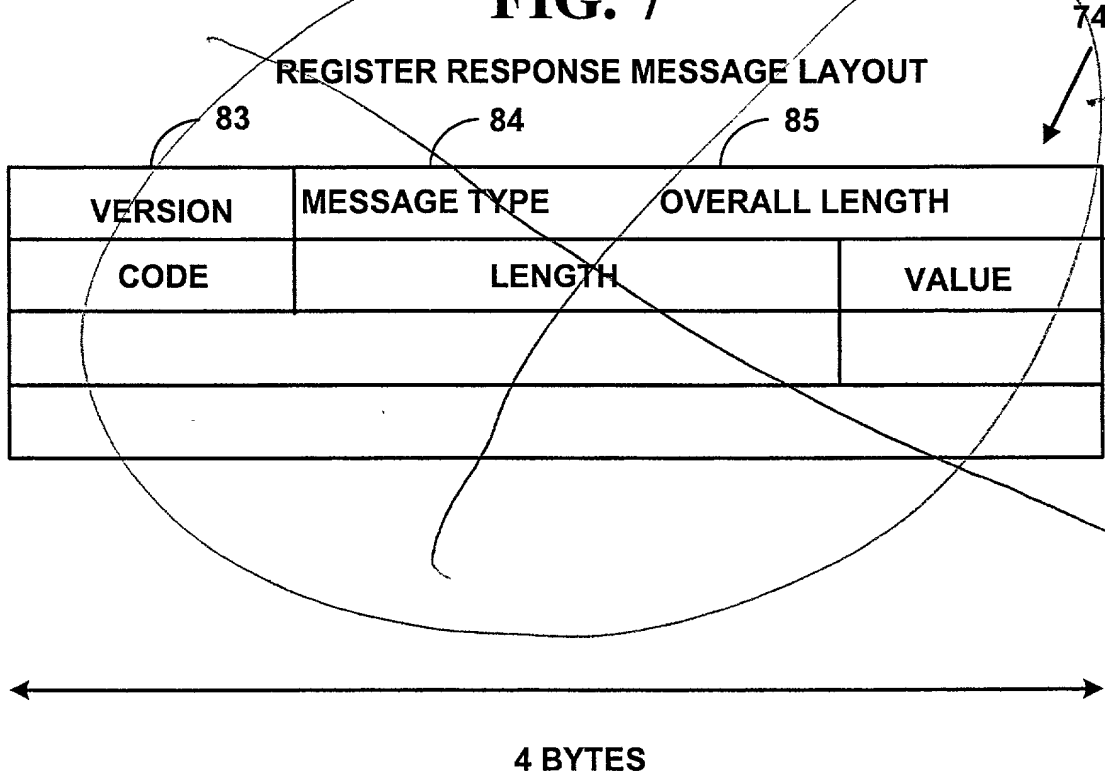 FIG. 7
74
REGISTER RESPONSE MESSAGE LAYOUT
83 84 85
VERSION MESSAGE TYPE OVERALL LENGTH
CODE LENGTH VALUE
4 BYTES